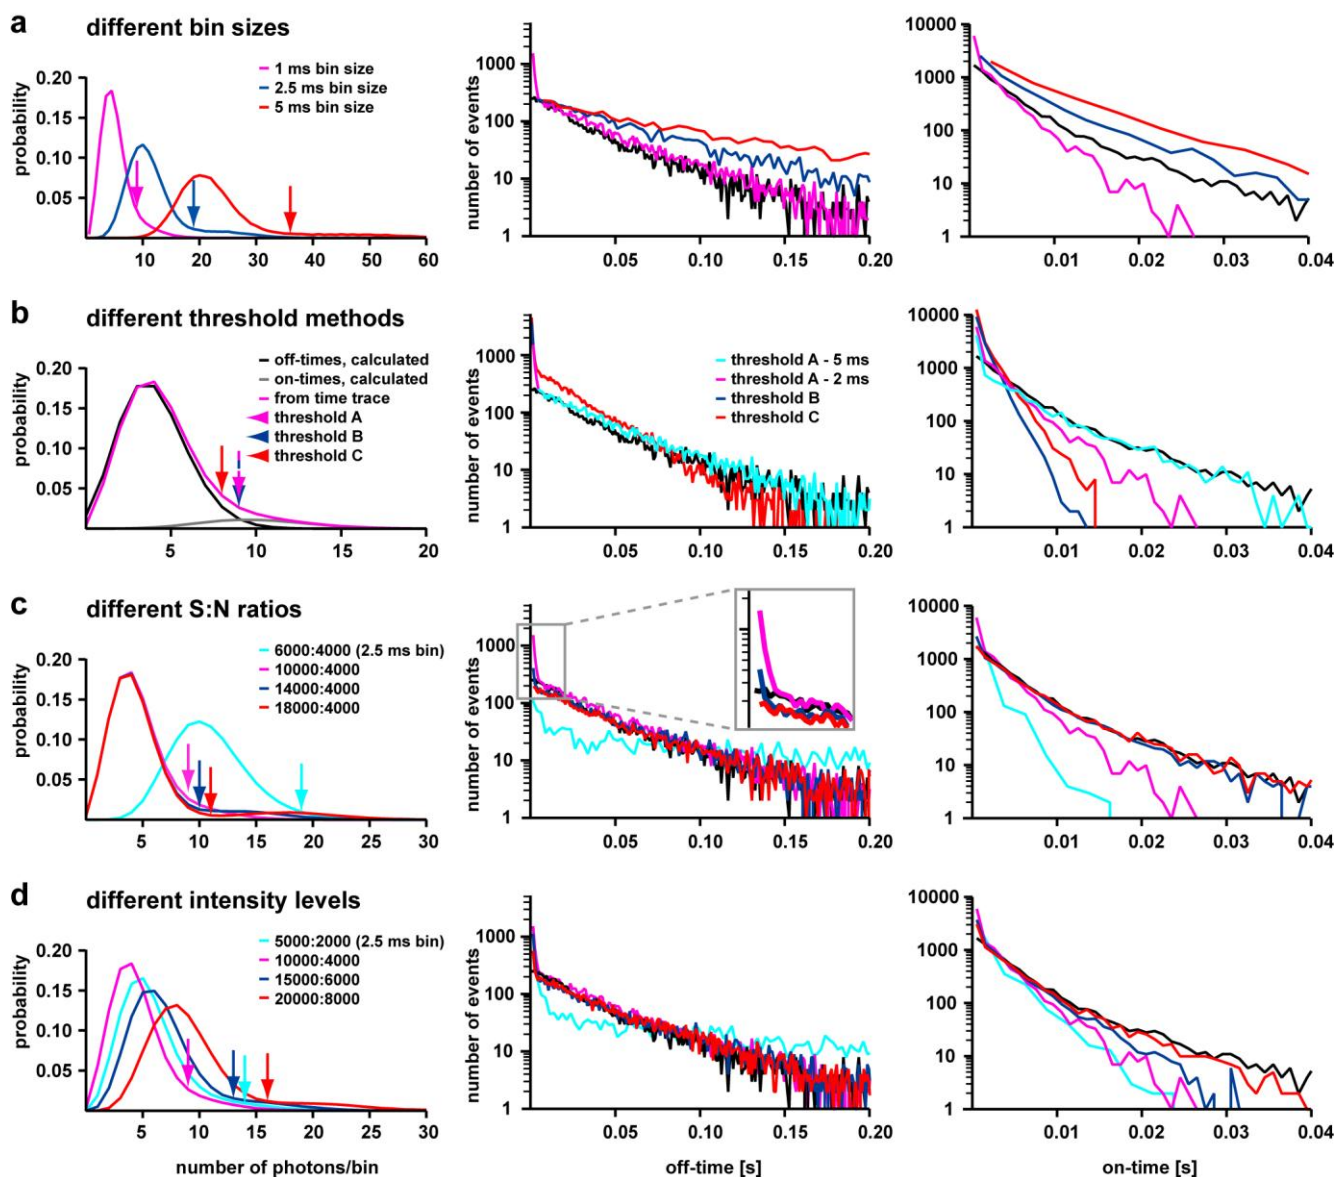 a different bin sizes
probability
0.20
0.15
0.10
0.05
10 20 30 40 50 60
1 ms bin size
2.5 ms bin size
5 ms bin size
number of events
1000
100
10
1
0.05 0.10 0.15 0.20
10000
1000
100
10
1
0.01 0.02 0.03 0.04
b different threshold methods
probability
0.20
0.15
0.10
0.05
5 10 20
off-times, calculated
on-times, calculated
from time trace
threshold A
threshold B
threshold C
number of events
1000
100
10
1
0.05 0.10 0.15 0.20
threshold A - 5 ms
threshold A - 2 ms
threshold B
threshold C
10000
1000
100
10
1
0.01 0.02 0.03 0.04
c different S:N ratios
probability
0.20
0.15
0.10
0.05
5 10 15 20 25 30
6000:4000 (2.5 ms bin)
10000:4000
14000:4000
18000:4000
number of events
1000
100
10
1
0.05 0.10 0.15 0.20
10000
1000
100
10
1
0.01 0.02 0.03 0.04
d different intensity levels
probability
0.20
0.15
0.10
0.05
5 10 15 20 25 30
number of photons/bin
5000:2000 (2.5 ms bin)
10000:4000
15000:6000
20000:8000
number of events
1000
100
10
1
0.05 0.10 0.15 0.20
off-time [s]
10000
1000
100
10
1
0.01 0.02 0.03 0.04
on-time [s]